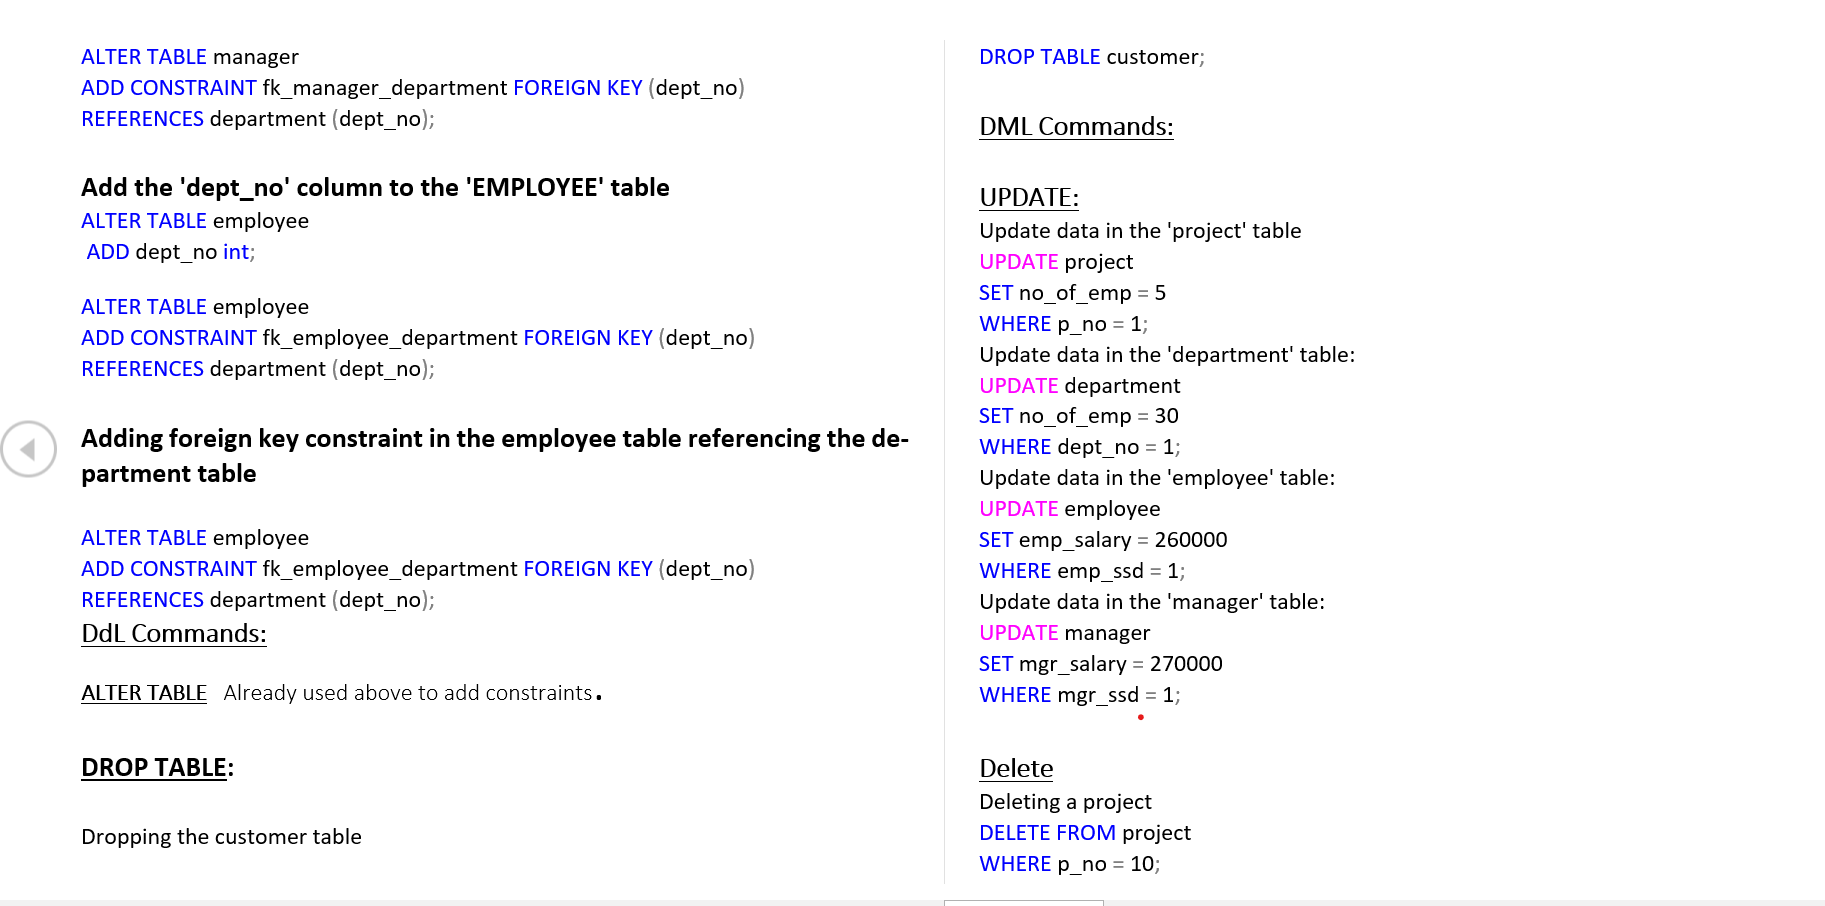 ALTER TABLE manager
ADD CONSTRAINT fk_manager_department FOREIGN KEY (dept_no)
REFERENCES department (dept_no);
Add the 'dept_no' column to the 'EMPLOYEE' table
ALTER TABLE employee
ADD dept_no int;
ALTER TABLE employee
ADD CONSTRAINT fk_employee_department FOREIGN KEY (dept_no)
REFERENCES department (dept_no);
Adding foreign key constraint in the employee table referencing the de-
partment table
ALTER TABLE employee
ADD CONSTRAINT fk_employee_department FOREIGN KEY (dept_no)
REFERENCES department (dept_no);
DdL Commands:
ALTER TABLE Already used above to add constraints.
DROP TABLE:
Dropping the customer table
DROP TABLE customer;
DML Commands:
UPDATE:
Update data in the 'project' table
UPDATE project
SET no_of_emp = 5
WHERE p_no = 1;
Update data in the 'department' table:
UPDATE department
SET no_of_emp = 30
WHERE dept_no = 1;
Update data in the 'employee' table:
UPDATE employee
SET emp_salary = 260000
WHERE emp_ssd = 1;
Update data in the 'manager' table:
UPDATE manager
SET mgr_salary = 270000
WHERE mgr_ssd = 1;
Delete
Deleting a project
DELETE FROM project
WHERE p_no = 10;